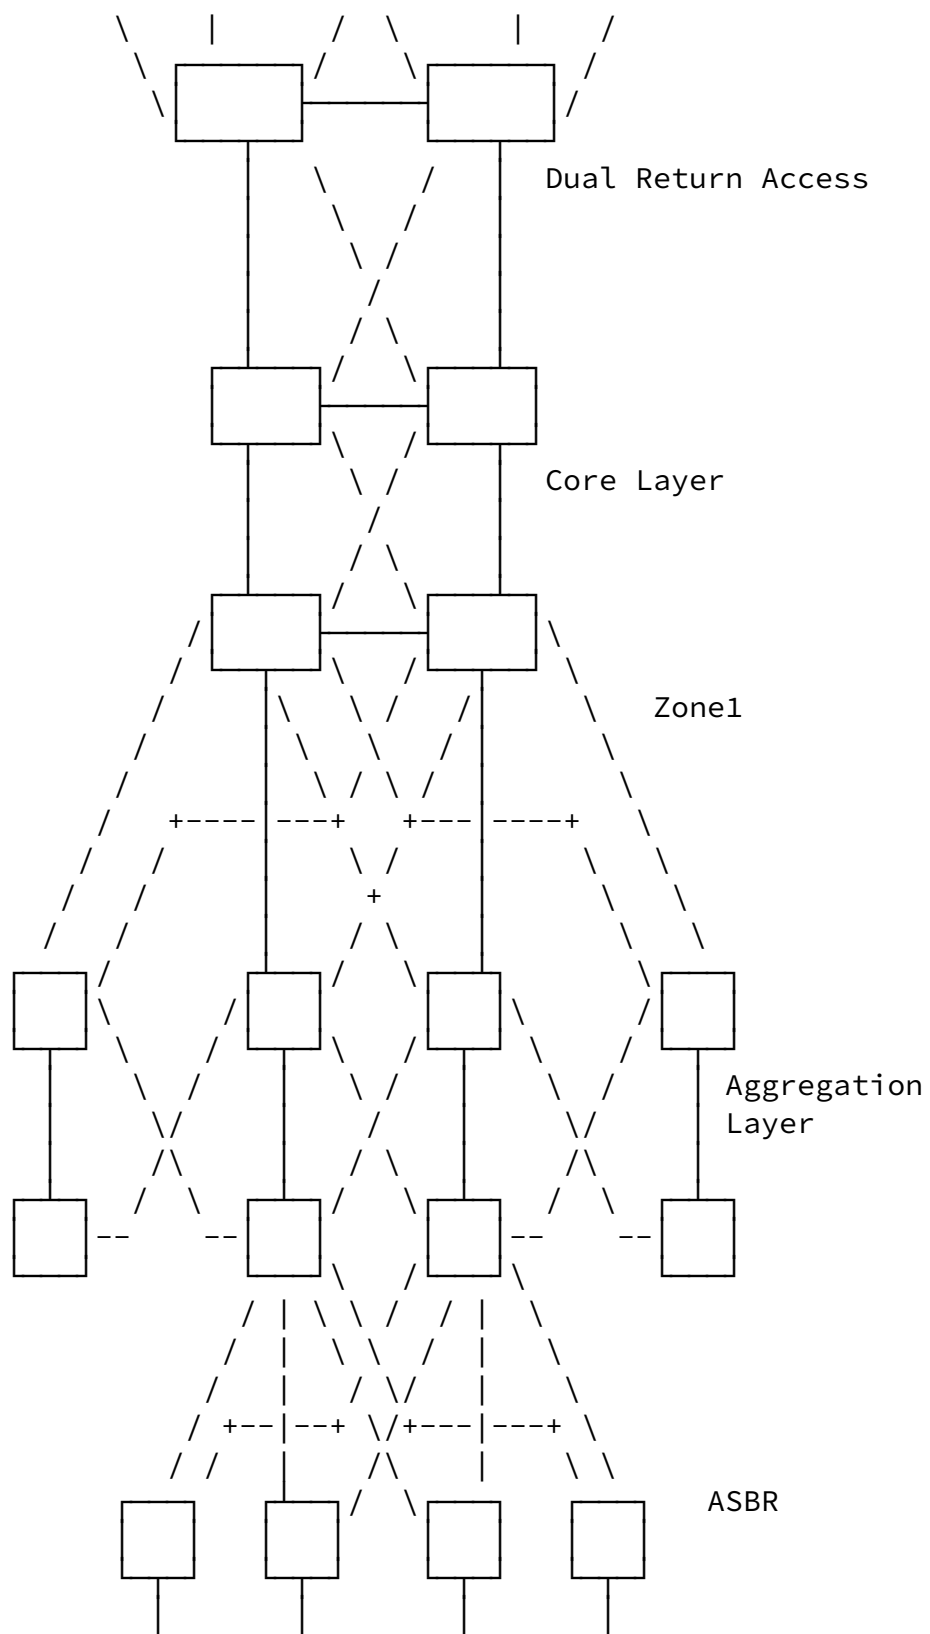 Dual Return Access
Core Layer
Zone1
Aggregation
Layer
ASBR